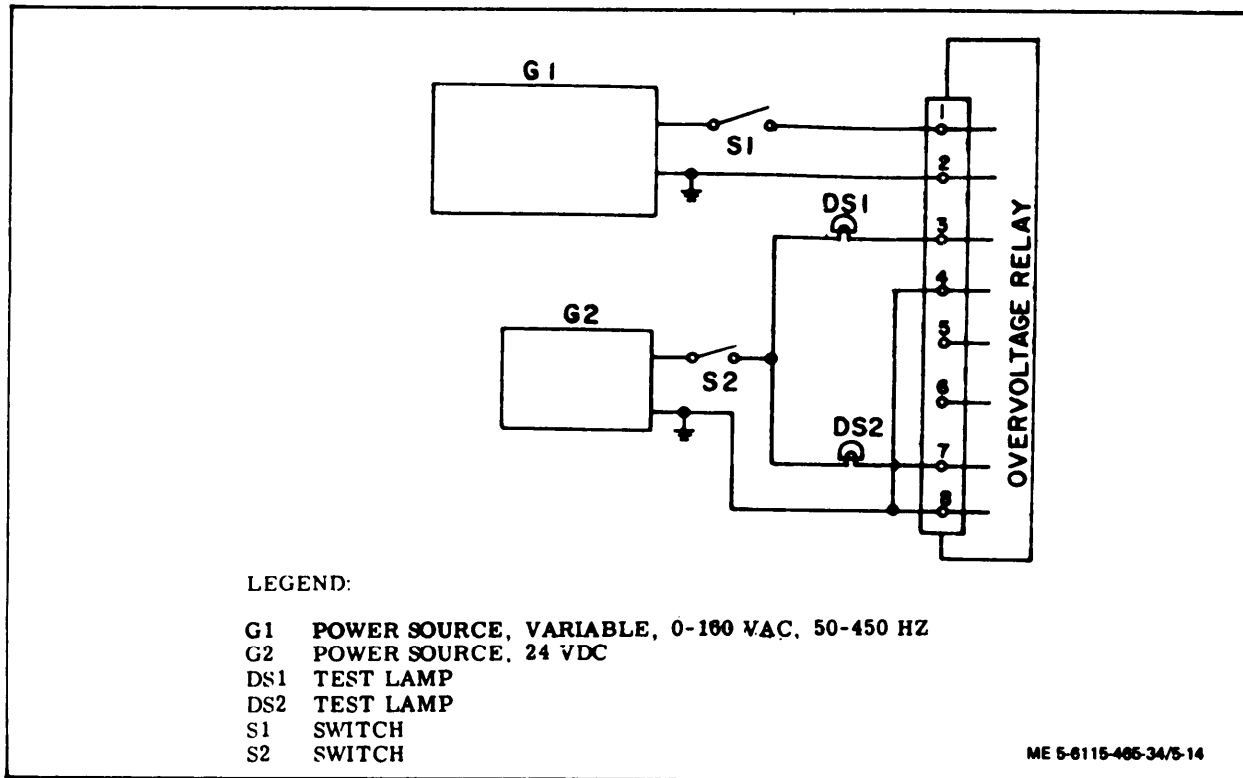 G1
S1
1
2
DS1
3
4
G2
5
S2
6
DS2
7
8
OVERVOLTAGE RELAY
LEGEND:
G1 POWER SOURCE, VARIABLE, 0-160 VAC, 50-450 HZ
G2 POWER SOURCE, 24 VDC
DS1 TEST LAMP
DS2 TEST LAMP
S1 SWITCH
S2 SWITCH
ME 5-6115-465-34/5-14